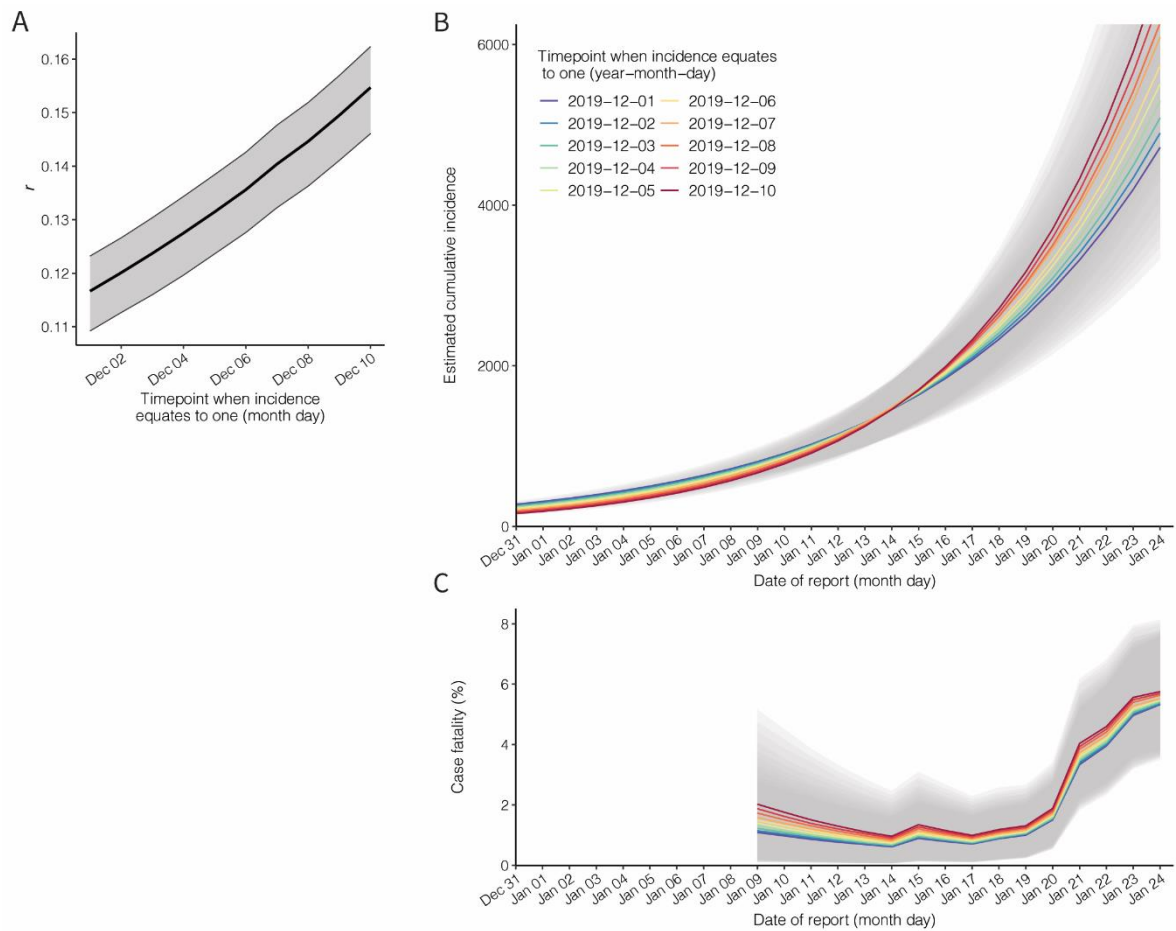 A
r
0.16
0.15
0.14
0.13
0.12
0.11
Dec 02
Dec 04
Dec 06
Dec 08
Dec 10
Timepoint when incidence
equates to one (month day)
B
Estimated cumulative incidence
6000
4000
2000
0
Timepoint when incidence equates
to one (year–month–day)
2019–12–01
2019–12–06
2019–12–02
2019–12–07
2019–12–03
2019–12–08
2019–12–04
2019–12–09
2019–12–05
2019–12–10
Dec 31
Jan 01
Jan 02
Jan 03
Jan 04
Jan 05
Jan 06
Jan 07
Jan 08
Jan 09
Jan 10
Jan 11
Jan 12
Jan 13
Jan 14
Jan 15
Jan 16
Jan 17
Jan 18
Jan 19
Jan 20
Jan 21
Jan 22
Jan 23
Jan 24
Date of report (month day)
C
Case fatality (%)
8
6
4
2
0
Dec 31
Jan 01
Jan 02
Jan 03
Jan 04
Jan 05
Jan 06
Jan 07
Jan 08
Jan 09
Jan 10
Jan 11
Jan 12
Jan 13
Jan 14
Jan 15
Jan 16
Jan 17
Jan 18
Jan 19
Jan 20
Jan 21
Jan 22
Jan 23
Jan 24
Date of report (month day)